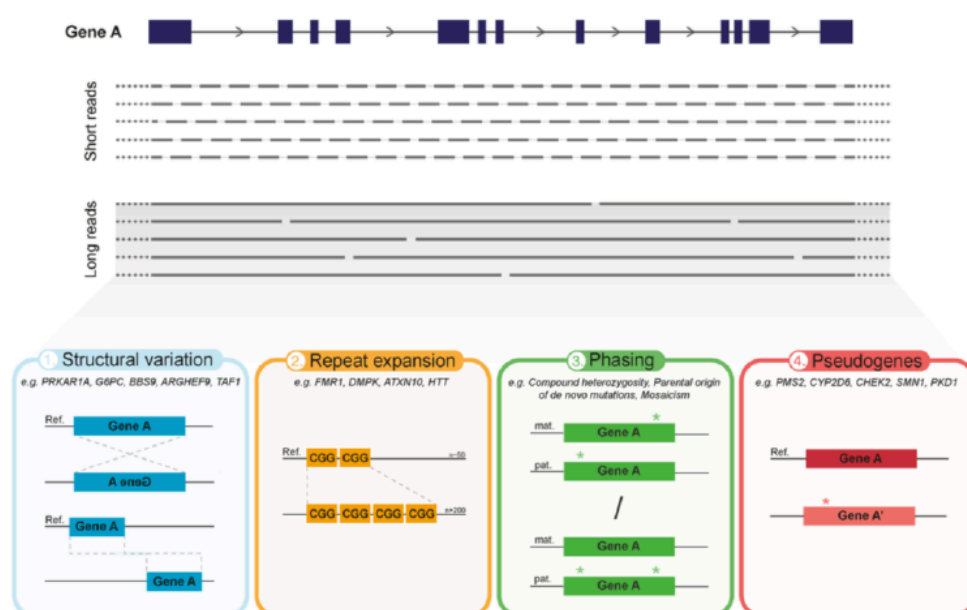 Gene A
Short reads
Long reads
1. Structural variation
e.g. PRKAR1A, G6PC, BBS9, ARGHEF9, TAF1
Ref.
Gene A
Gene A
Ref.
Gene A
Gene A
2. Repeat expansion
e.g. FMR1, DMPK, ATXN10, HTT
Ref.
CGG CGG
n~50
CGG CGG CGG CGG
n>200
3. Phasing
e.g. Compound heterozygosity, Parental origin
of de novo mutations, Mosaicism
*
mat.
Gene A
*
pat.
Gene A
/
mat.
Gene A
* *
pat.
Gene A
4. Pseudogenes
e.g. PMS2, CYP2D6, CHEK2, SMN1, PKD1
Ref.
Gene A
*
Gene A'